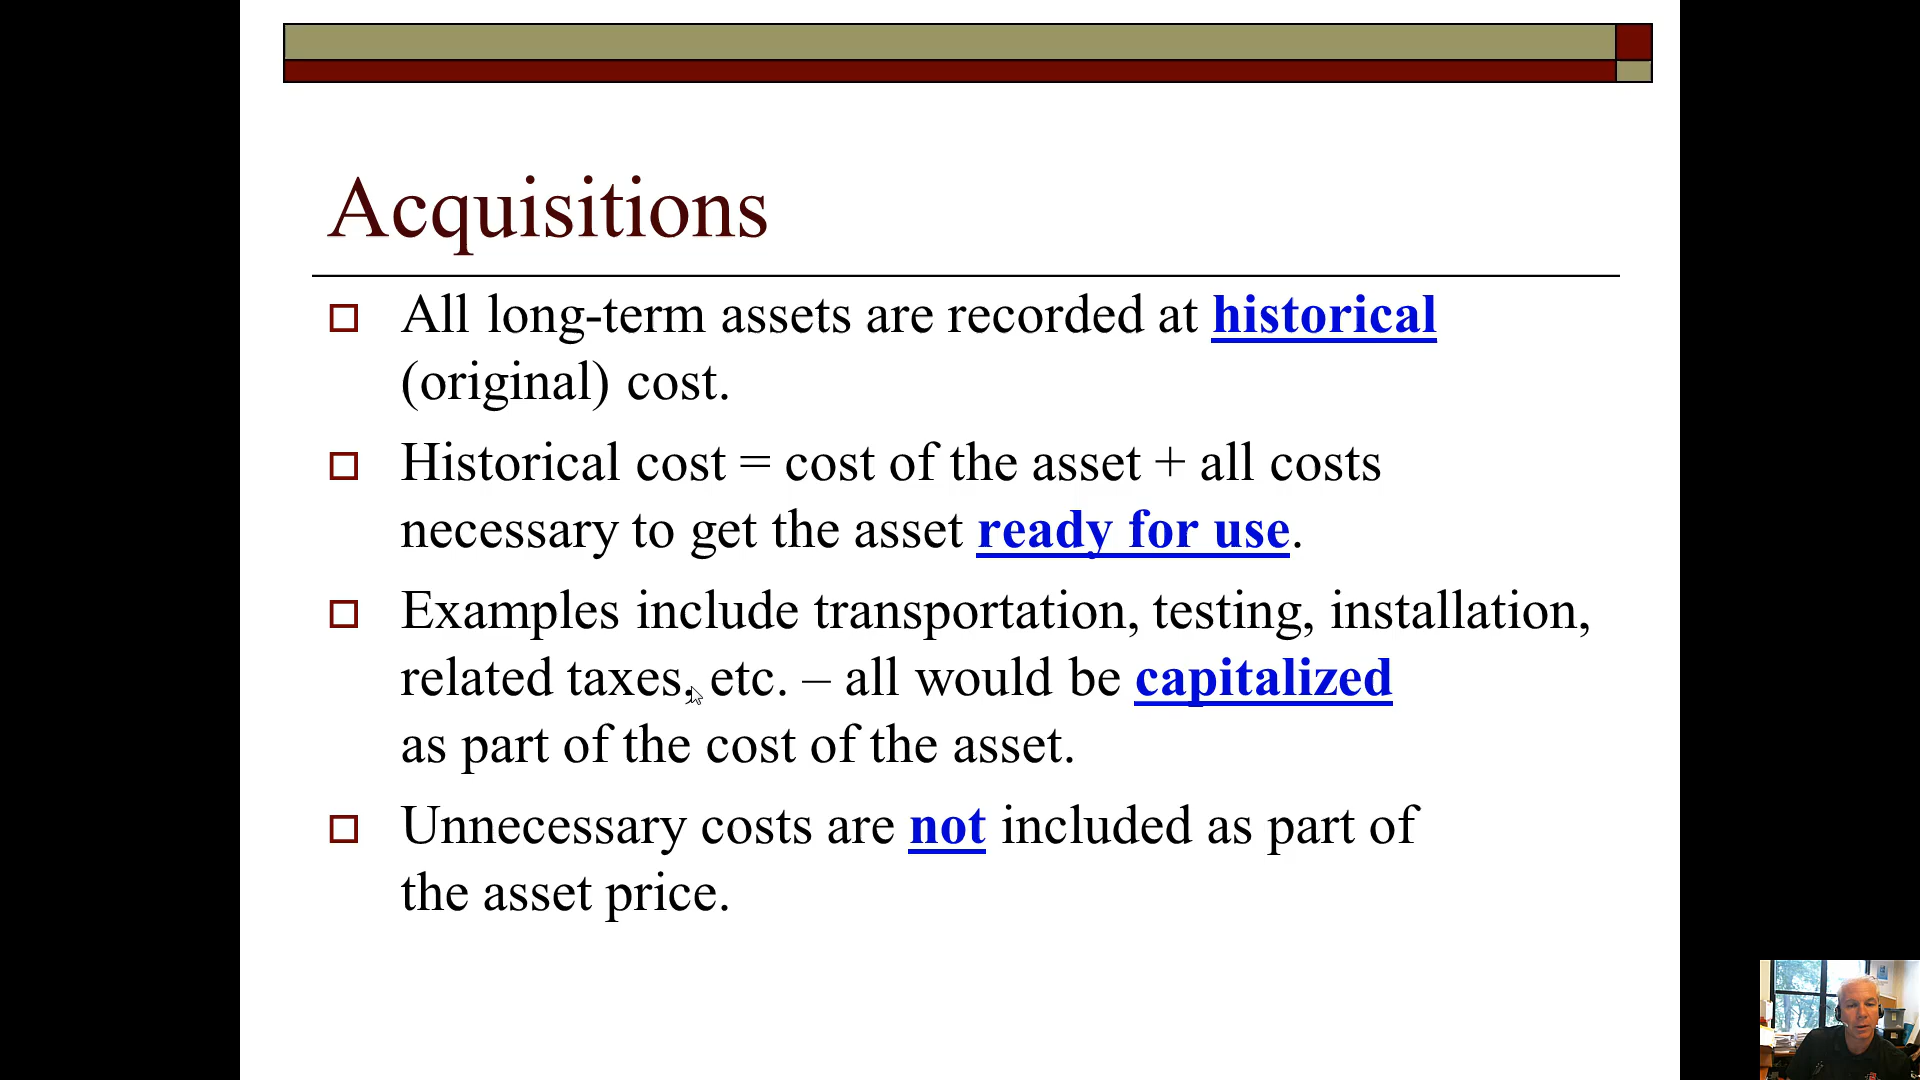 Acquisitions
All long-term assets are recorded at historical
(original) cost.
Historical cost = cost of the asset + all costs
necessary to get the asset ready for use.
Examples include transportation, testing, installation,
related taxes, etc. – all would be capitalized
as part of the cost of the asset.
Unnecessary costs are not included as part of
the asset price.